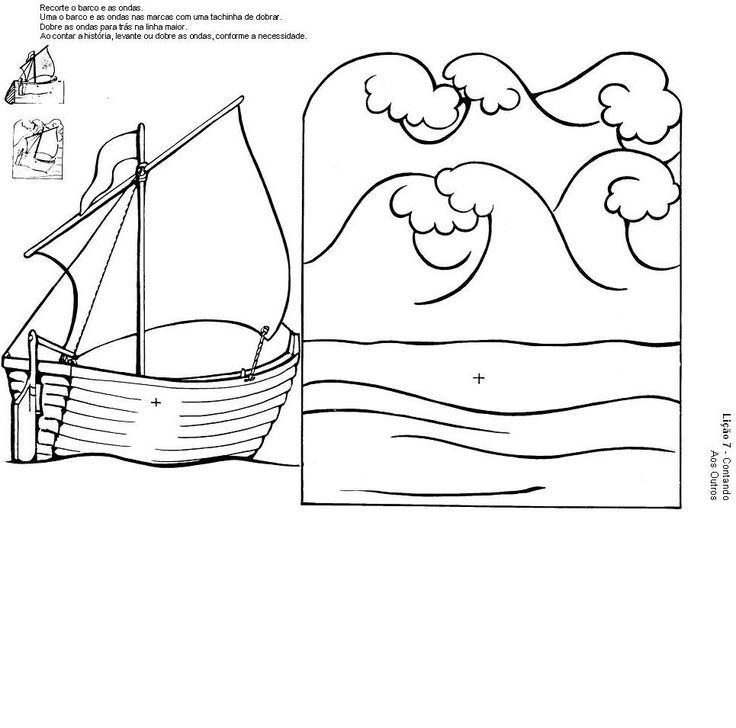 Recorte o barco e as ondas.
Uma o barco e as ondas nas marcas com uma tachinha de dobrar.
Dobre as ondas para trás na linha maior.
Ao contar a história, levante ou dobre as ondas, conforme a necessidade.
Lição 7 - Contando
Aos Outros